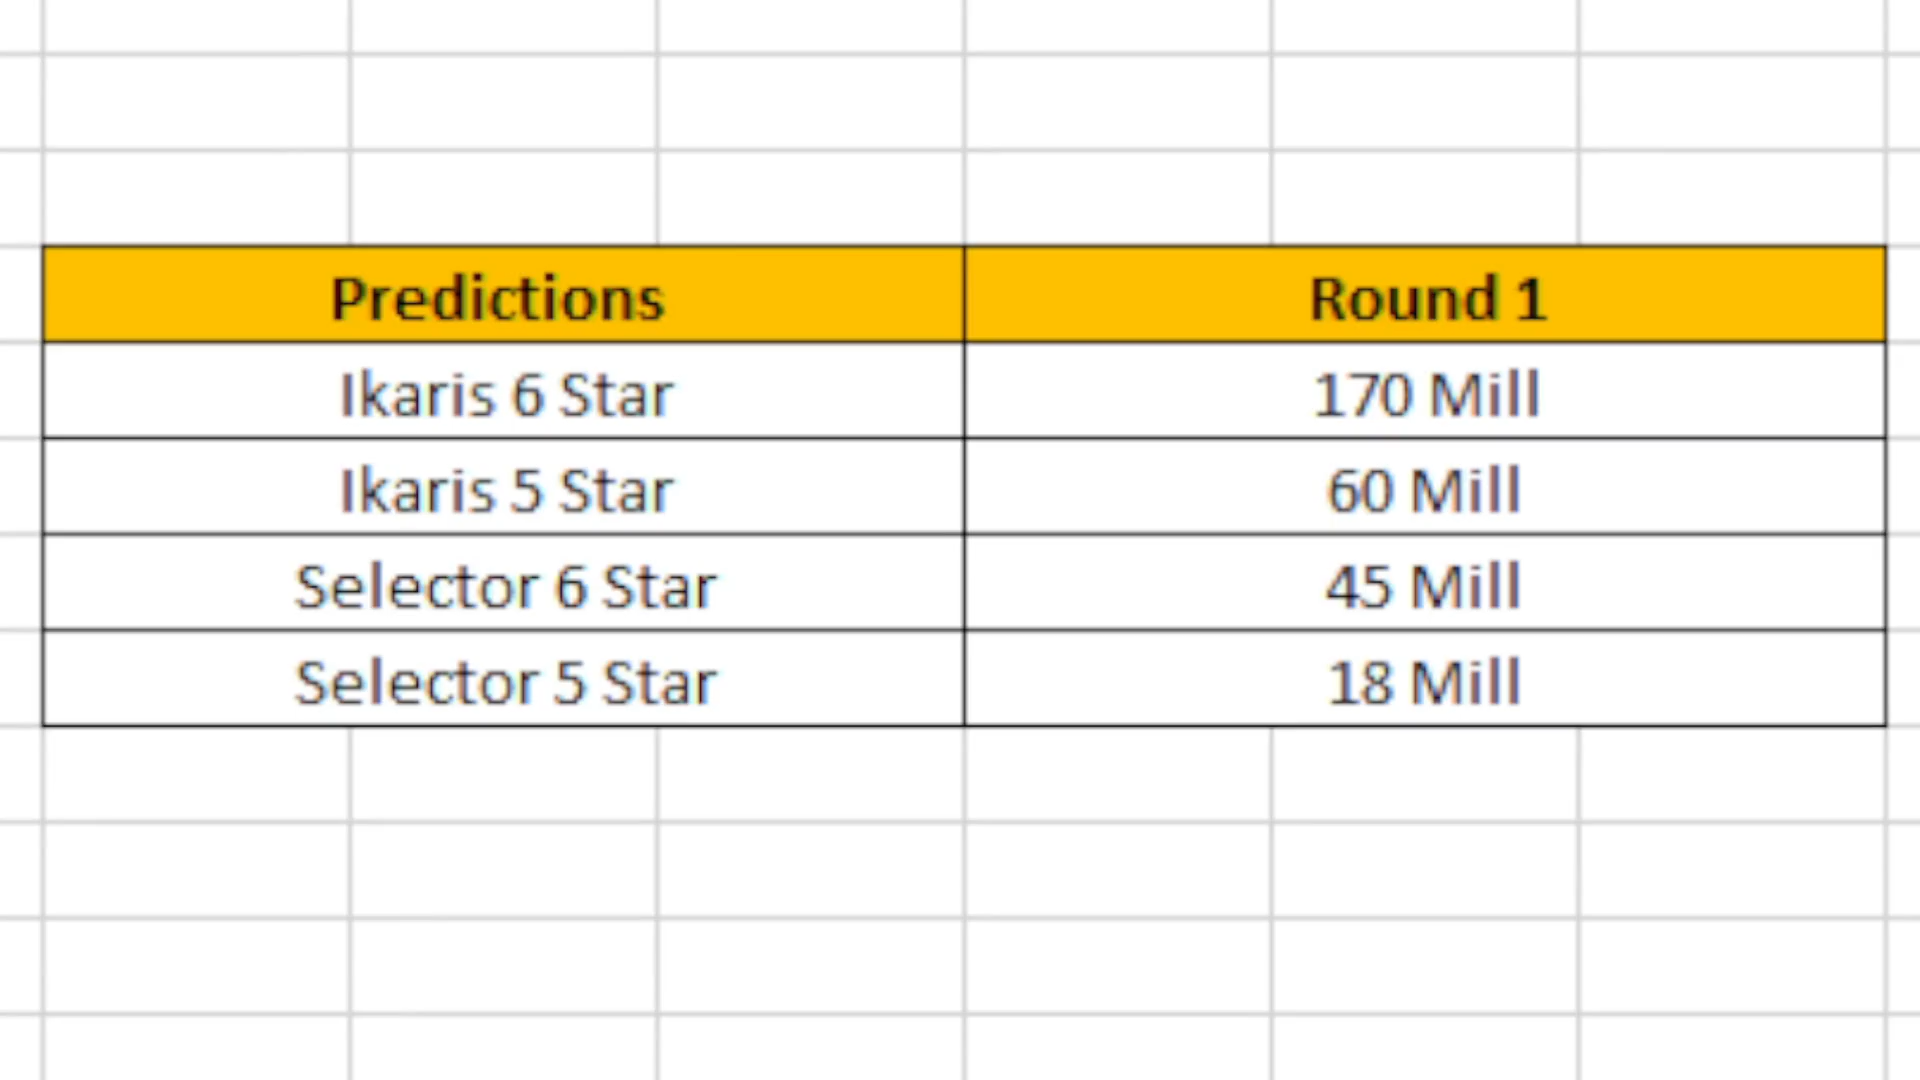 Predictions Round 1
Ikaris 6 Star 170 Mill
Ikaris 5 Star 60 Mill
Selector 6 Star 45 Mill
Selector 5 Star 18 Mill